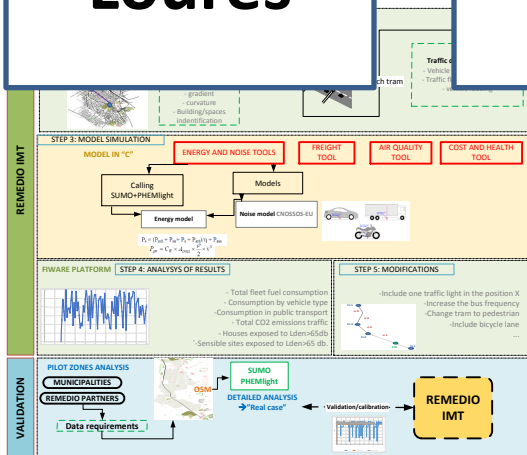 Loures
Traffic
- Vehicle
- Traffic f
ch tram
- gradient
- curvature
- Building/spaces
indentification
REMEDIO IMT
STEP 3: MODEL SIMULATION
MODEL IN "C"
ENERGY AND NOISE TOOLS
FREIGHT
TOOL
AIR QUALITY
TOOL
COST AND HEALTH
TOOL
Calling
SUMO+PHEMlight
Models
Energy model
Noise model CNOSSOS-EU
FIWARE PLATFORM
STEP 4: ANALYSYS OF RESULTS
- Total fleet fuel consumption
- Consumption by vehicle type
-Consumption in public transport
- Total CO2 emissions traffic
- Houses exposed to Lden>65db
-Sensible sites exposed to Lden>65 db.
STEP 5: MODIFICATIONS
-Include one traffic light in the position X
-Increase the bus frequency
-Change tram to pedestrian
-Include bicycle lane
....
VALIDATION
PILOT ZONES ANALYSIS
MUNICIPALITIES
REMEDIO PARTNERS
Data requirements
OSM
SUMO
PHEMlight
DETAILED ANALYSIS
→"Real case"
Validation/calibration
REMEDIO
IMT